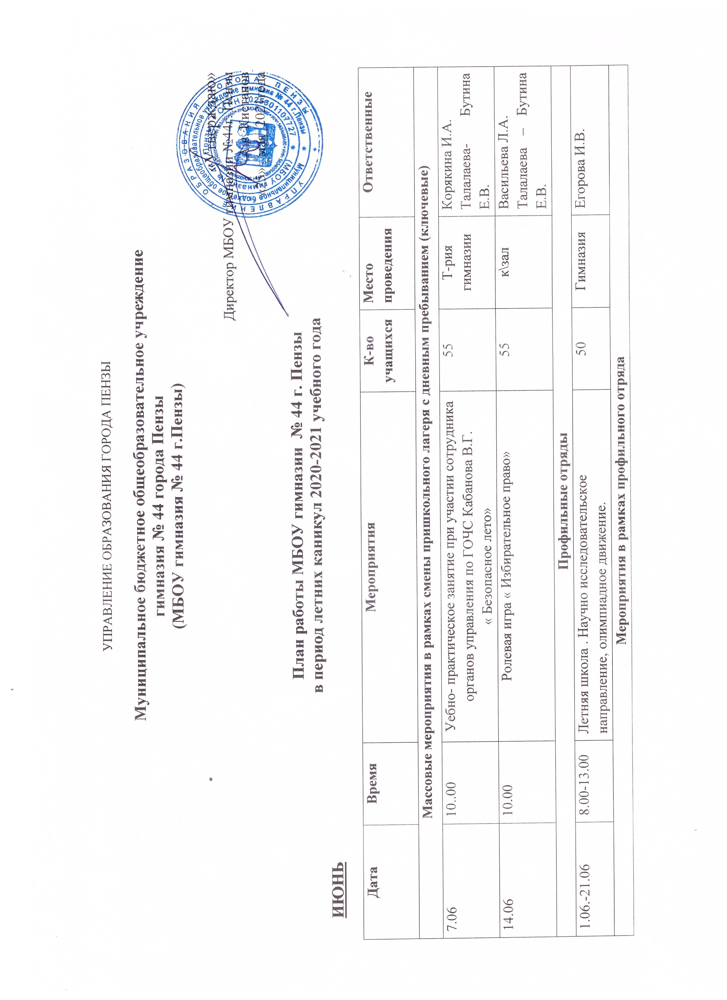 УПРАВЛЕНИЕ ОБРАЗОВАНИЯ ГОРОДА ПЕНЗЫ
Муниципальное бюджетное общеобразовательное учреждение
гимназия № 44 города Пензы
(МБОУ гимназия № 44 г.Пензы)
«Утверждаю»
Директор МБОУ гимназии №44г. Пензы
мая 2021года
План работы МБОУ гимназии № 44 г. Пензы
в период летних каникул 2020-2021 учебного года
ИЮНЬ
Дата Время Мероприятия К-во учащихся Место проведения Ответственные
Массовые мероприятия в рамках смены пришкольного лагеря с дневным пребыванием (ключевые)
7.06 10..00 Уебно- практическое занятие при участии сотрудника 55 Т-рия Корякина И.А.
органов управления по ГОЧС Кабанова В.Г. гимназии Талалаева- Бутина
« Безопасное лето» Е.В.
14.06 10.00 Ролевая игра « Избирательное право» 55 к\зал Васильева Л.А.
Талалаева – Бутина
Е.В.
Профильные отряды
1.06.-21.06 8.00-13.00 Летняя школа . Научно исследовательское 50 Гимназия Егорова И.В.
направление, олимпиадное движение.
Мероприятия в рамках профильного отряда